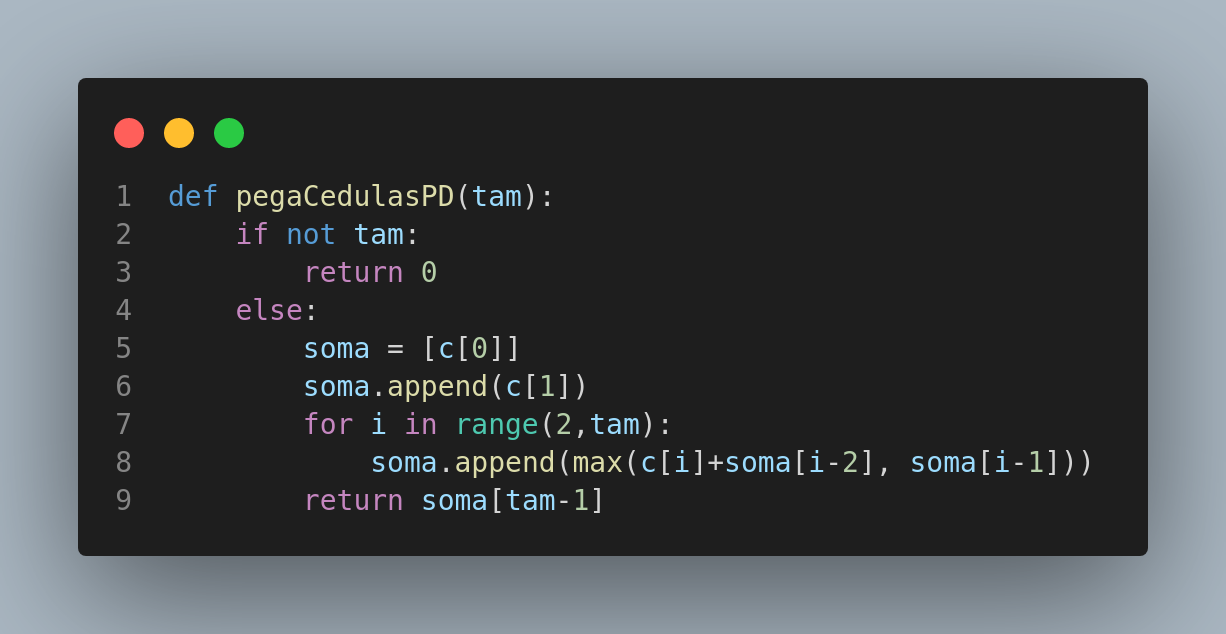 1 def pegaCedulasPD(tam):
2     if not tam:
3         return 0
4     else:
5         soma = [c[0]]
6         soma.append(c[1])
7         for i in range(2,tam):
8             soma.append(max(c[i]+soma[i-2], soma[i-1]))
9         return soma[tam-1]